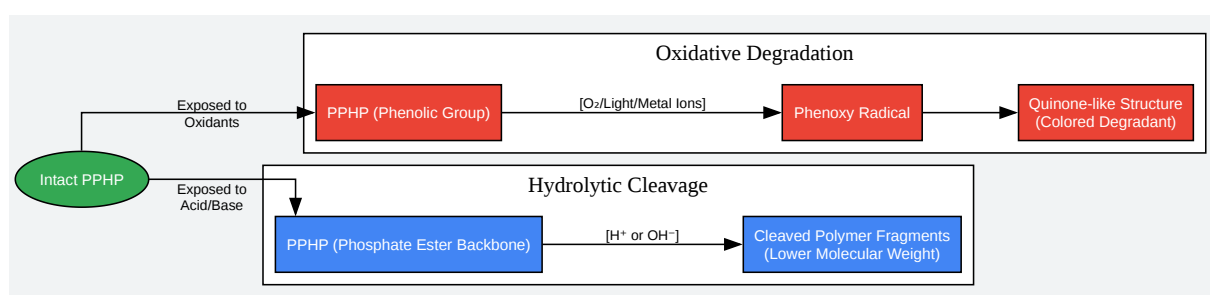 Oxidative Degradation
Exposed to
Oxidants
PPHP (Phenolic Group)
[O₂/Light/Metal Ions]
Phenoxy Radical
Quinone-like Structure
(Colored Degradant)
Intact PPHP
Exposed to
Acid/Base
Hydrolytic Cleavage
PPHP (Phosphate Ester Backbone)
[H⁺ or OH⁻]
Cleaved Polymer Fragments
(Lower Molecular Weight)